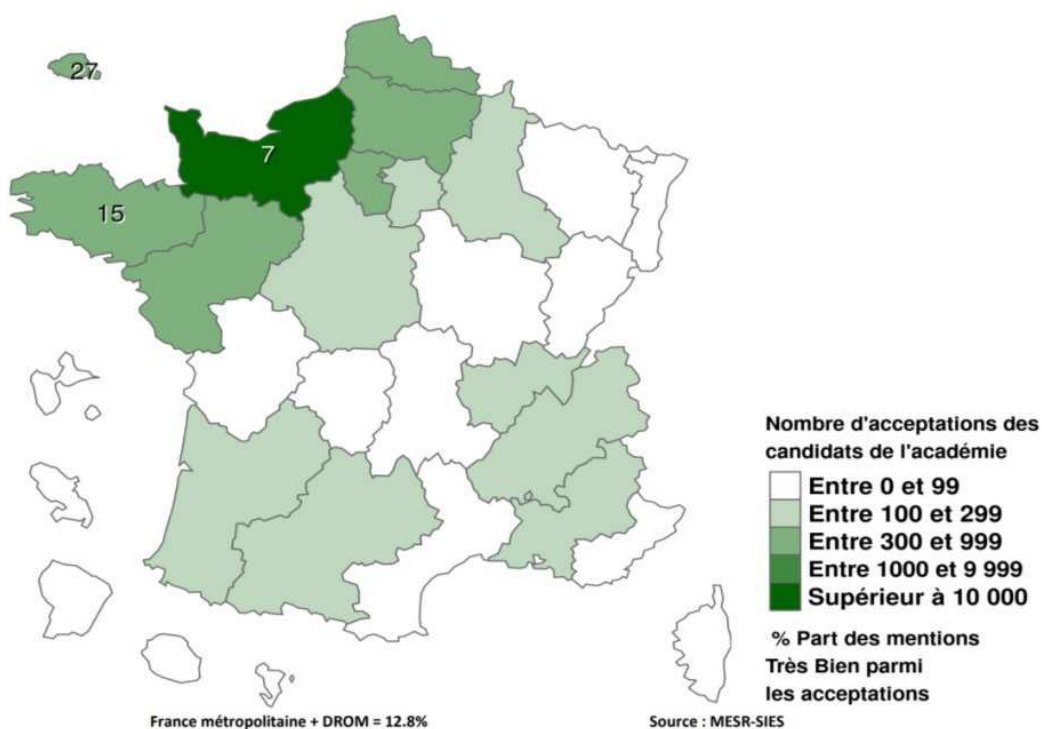 27
7
15
Nombre d'acceptations des
candidats de l'académie
Entre 0 et 99
Entre 100 et 299
Entre 300 et 999
Entre 1000 et 9 999
Supérieur à 10 000
% Part des mentions
Très Bien parmi
les acceptations
France métropolitaine + DROM = 12.8%
Source : MESR-SIES